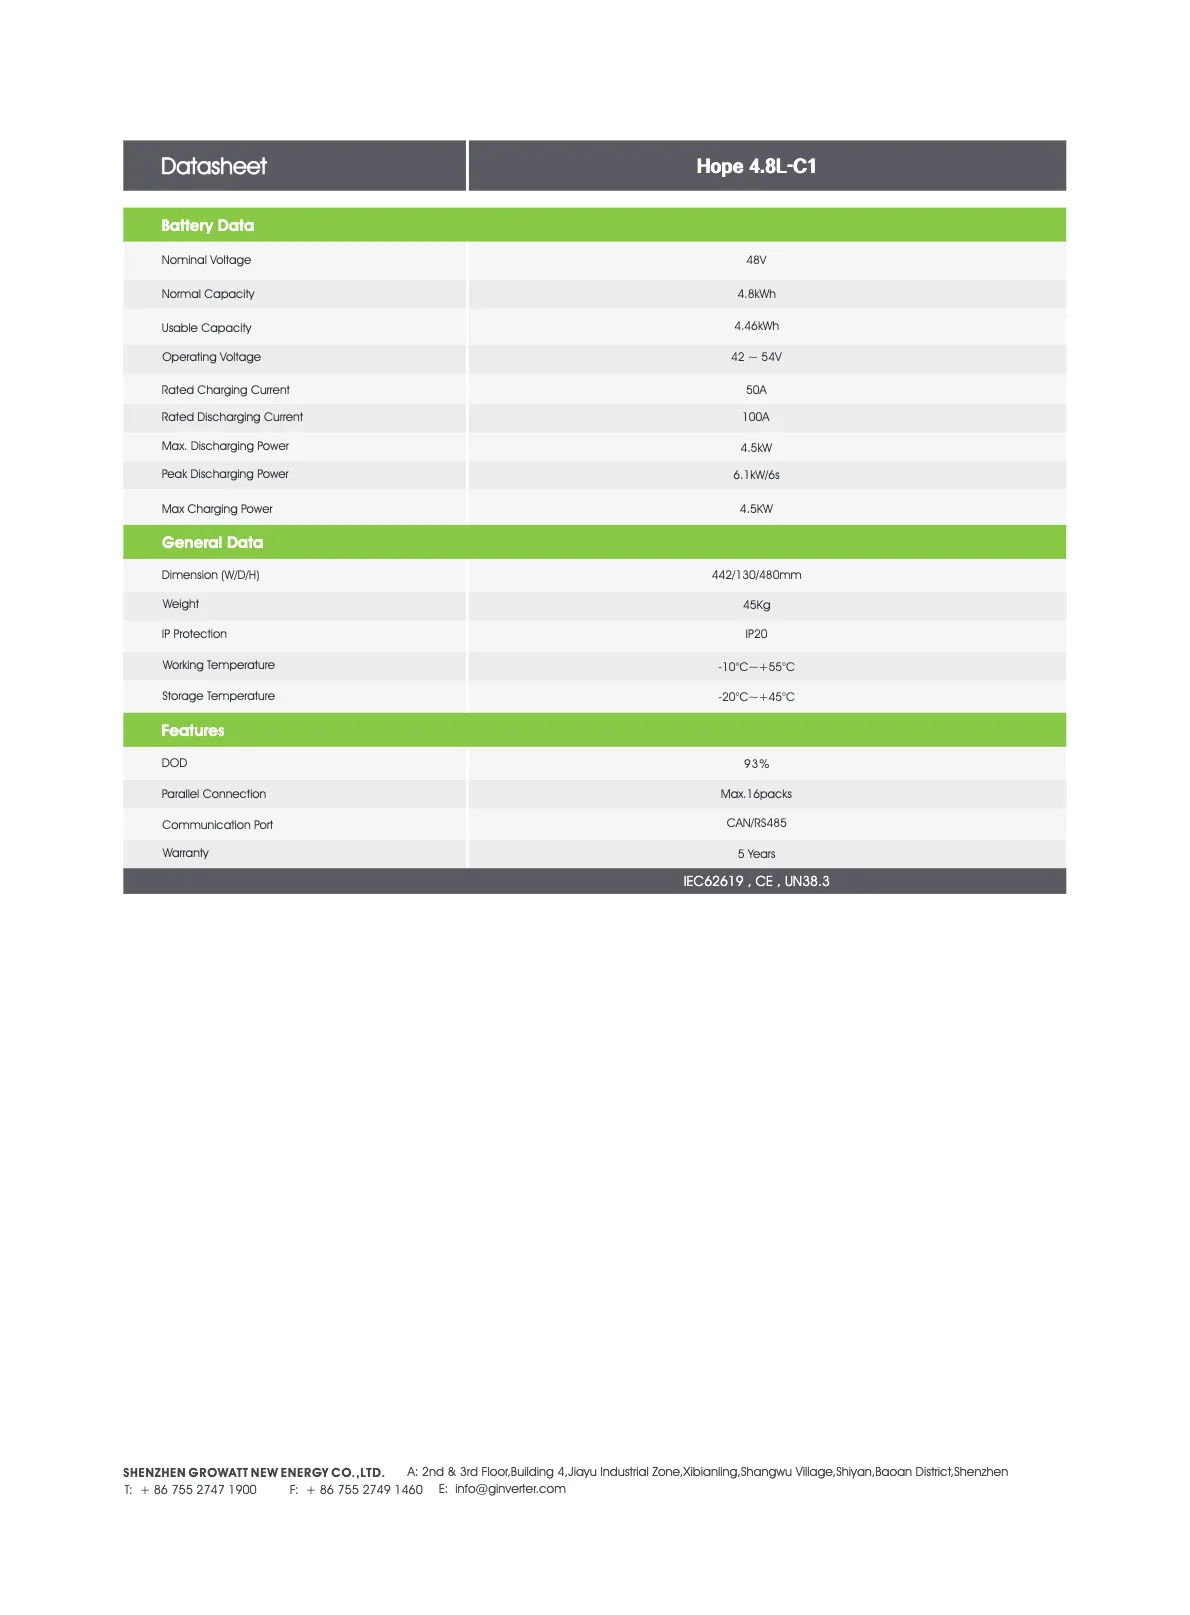 Datasheet Hope 4.8L-C1
Battery Data
Nominal Voltage 48V
Normal Capacity 4.8kWh
Usable Capacity 4.46kWh
Operating Voltage 42 ~ 54V
Rated Charging Current 50A
Rated Discharging Current 100A
Max. Discharging Power 4.5kW
Peak Discharging Power 6.1kW/6s
Max Charging Power 4.5KW
General Data
Dimension (W/D/H) 442/130/480mm
Weight 45Kg
IP Protection IP20
Working Temperature -10°C~+55°C
Storage Temperature -20°C~+45°C
Features
DOD 93%
Parallel Connection Max.16packs
Communication Port CAN/RS485
Warranty 5 Years
IEC62619 , CE , UN38.3
SHENZHEN GROWATT NEW ENERGY CO.,LTD. A: 2nd & 3rd Floor,Building 4,Jiayu Industrial Zone,Xibianling,Shangwu Village,Shiyan,Baoan District,Shenzhen
T: + 86 755 2747 1900 F: + 86 755 2749 1460 E: info@ginverter.com